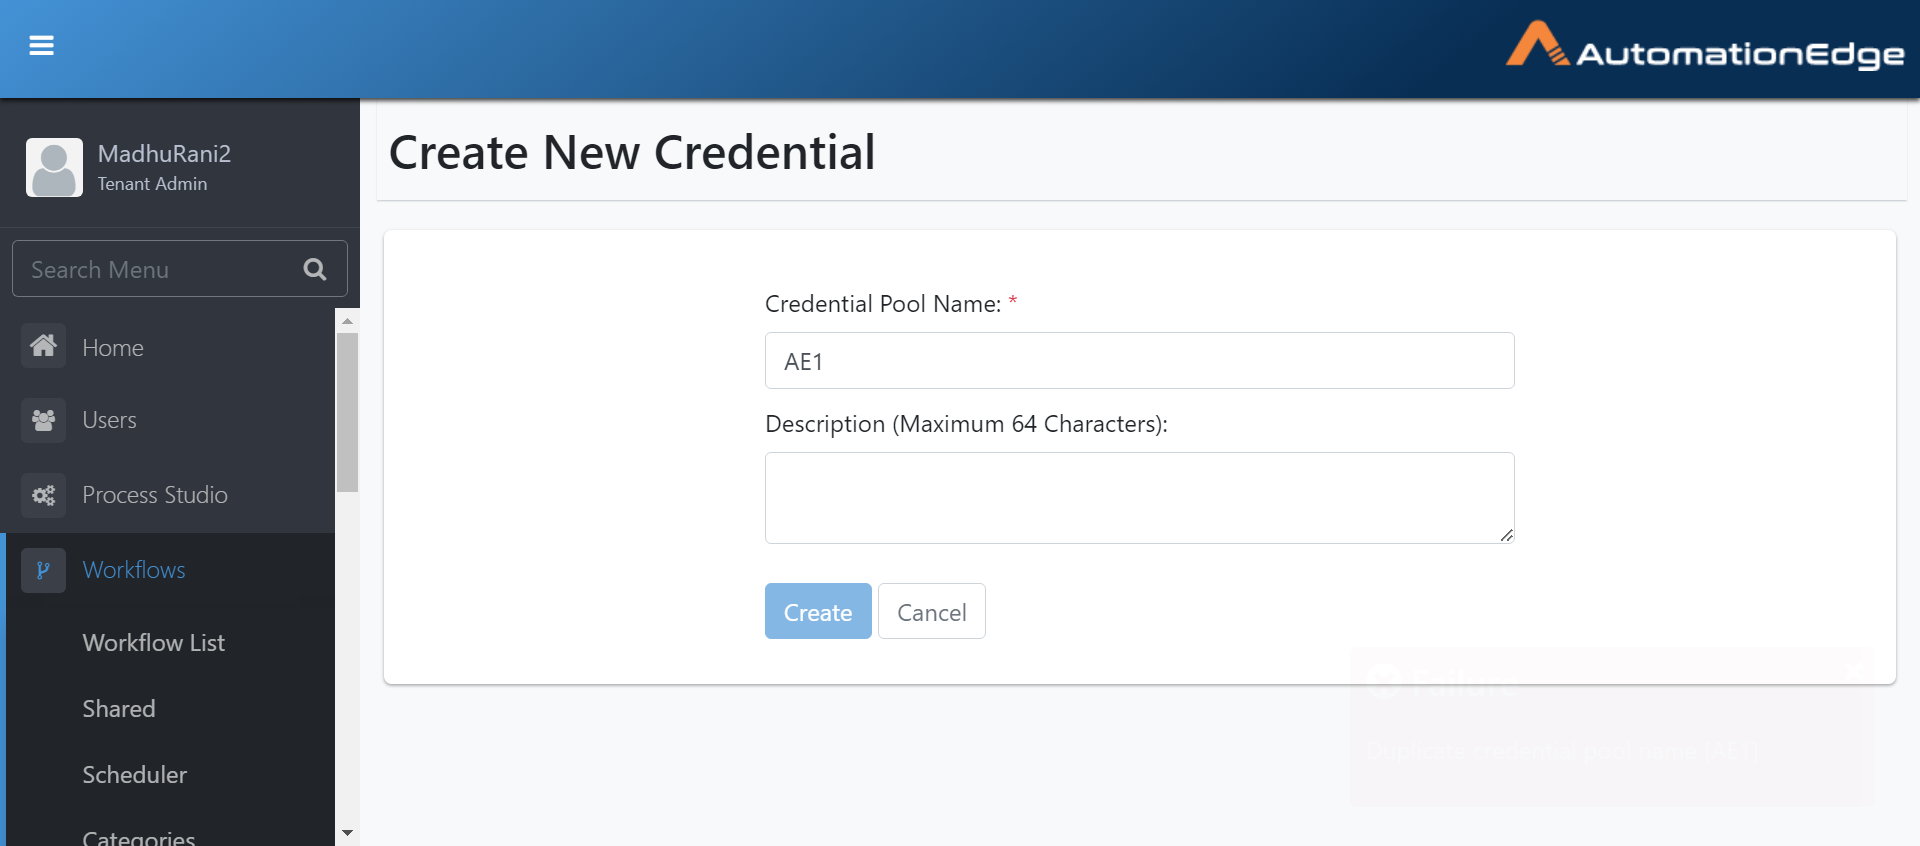 AutomationEdge
MadhuRani2
Tenant Admin
Search Menu
Home
Users
Process Studio
Workflows
Workflow List
Shared
Scheduler
Categories
Create New Credential
Credential Pool Name: *
AE1
Description (Maximum 64 Characters):
Create Cancel
Failure
Duplicate credential pool name [AE1]